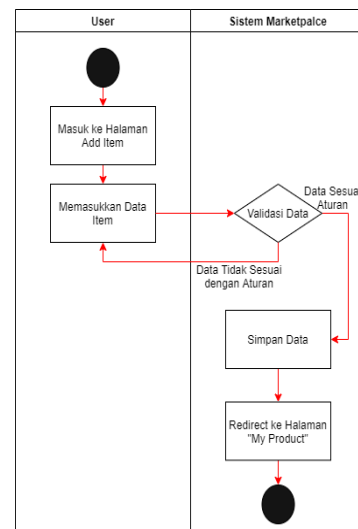 User
Sistem Marketpalce
Masuk ke Halaman
Add Item
Memasukkan Data
Item
Validasi Data
Data Sesuai
Aturan
Data Tidak Sesuai
dengan Aturan
Simpan Data
Redirect ke Halaman
"My Product"